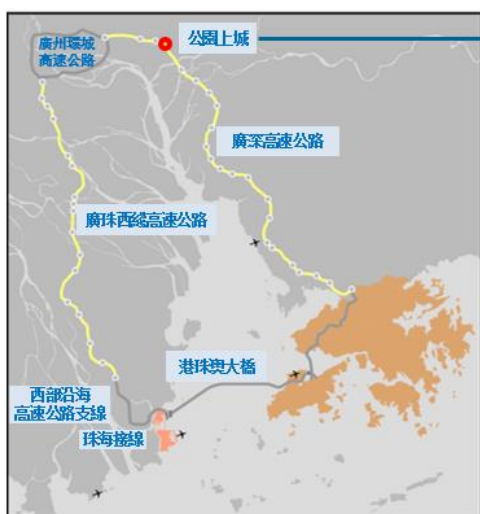 廣州環城
高速公路
公園上城
廣深高速公路
廣珠西綫高速公路
港珠澳大橋
西部沿海
高速公路支線
珠海接線